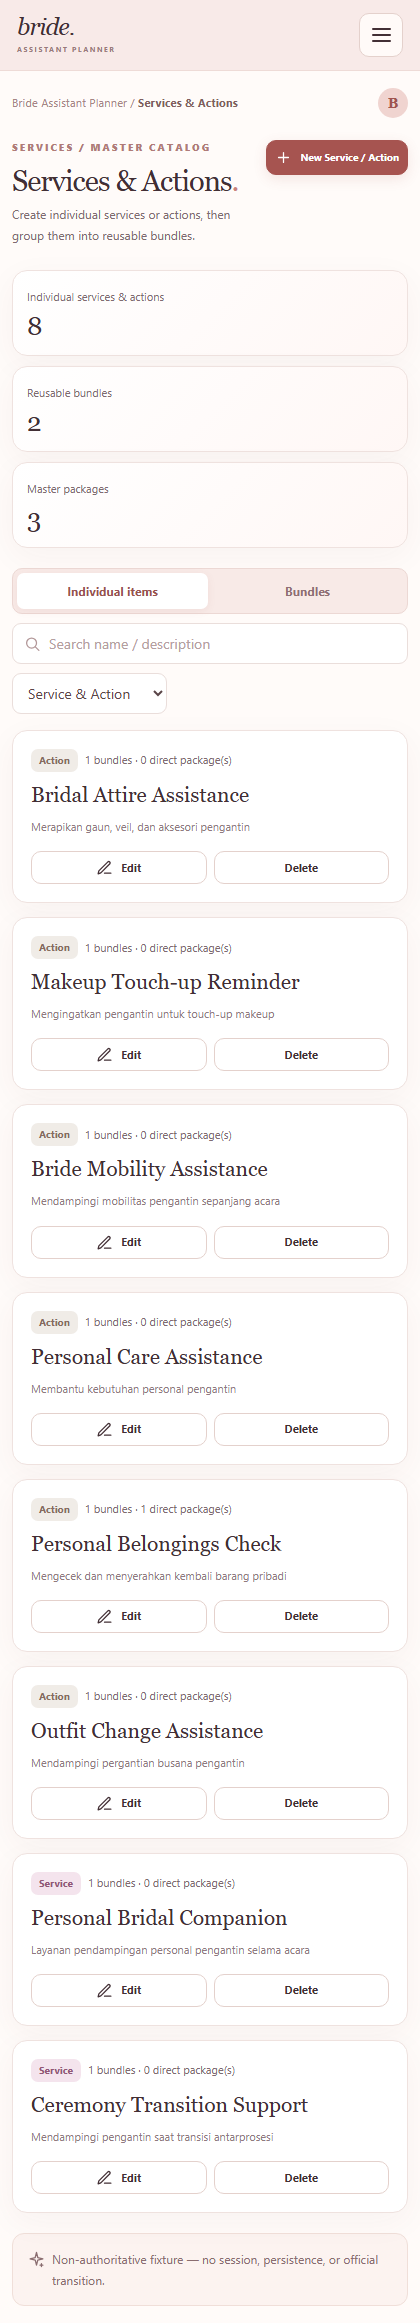 bride.
ASSISTANT PLANNER
Bride Assistant Planner / Services & Actions
B
SERVICES / MASTER CATALOG
New Service / Action
Services & Actions.
Create individual services or actions, then
group them into reusable bundles.
Individual services & actions
8
Reusable bundles
2
Master packages
3
Individual items
Bundles
Search name / description
Service & Action
Action 1 bundles · 0 direct package(s)
Bridal Attire Assistance
Merapikan gaun, veil, dan aksesori pengantin
Edit
Delete
Action 1 bundles · 0 direct package(s)
Makeup Touch-up Reminder
Mengingatkan pengantin untuk touch-up makeup
Edit
Delete
Action 1 bundles · 0 direct package(s)
Bride Mobility Assistance
Mendampingi mobilitas pengantin sepanjang acara
Edit
Delete
Action 1 bundles · 0 direct package(s)
Personal Care Assistance
Membantu kebutuhan personal pengantin
Edit
Delete
Action 1 bundles · 1 direct package(s)
Personal Belongings Check
Mengecek dan menyerahkan kembali barang pribadi
Edit
Delete
Action 1 bundles · 0 direct package(s)
Outfit Change Assistance
Mendampingi pergantian busana pengantin
Edit
Delete
Service 1 bundles · 0 direct package(s)
Personal Bridal Companion
Layanan pendampingan personal pengantin selama acara
Edit
Delete
Service 1 bundles · 0 direct package(s)
Ceremony Transition Support
Mendampingi pengantin saat transisi antarprosesi
Edit
Delete
Non-authoritative fixture — no session, persistence, or official
transition.